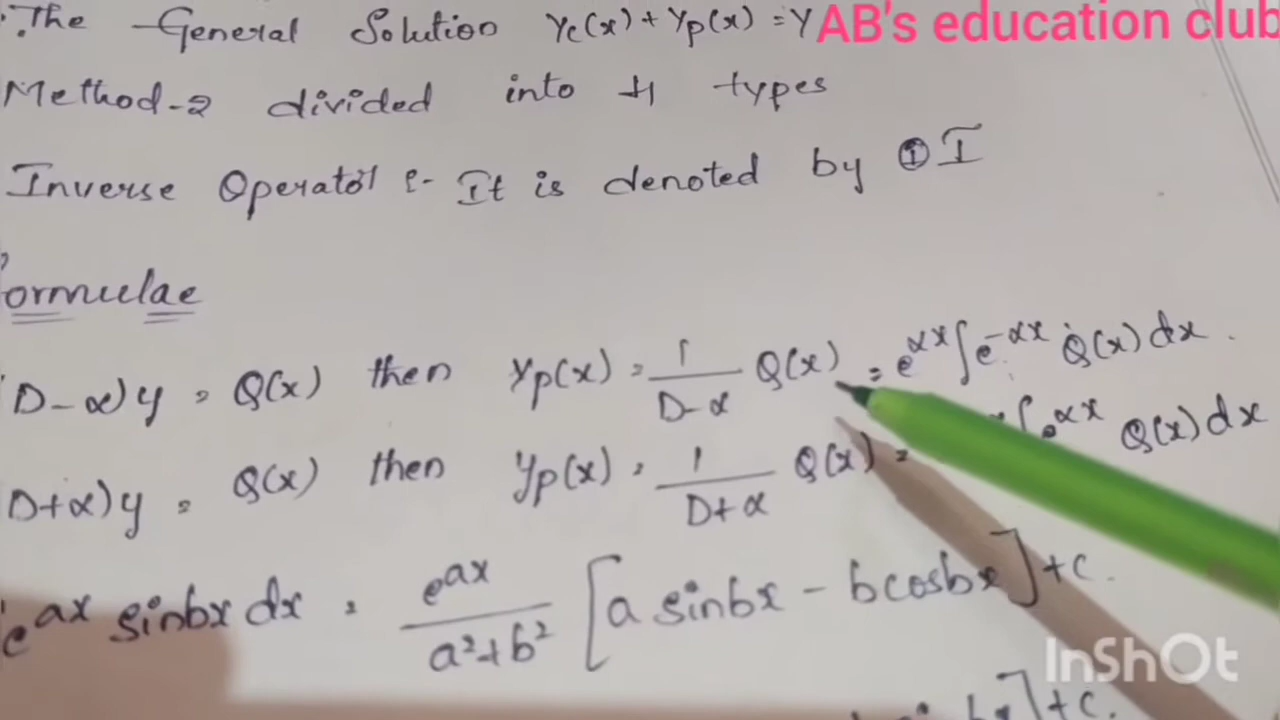 The General Solution Yc(x) + Yp(x) = Y AB's education club
Method-2 divided into 4 types
Inverse Operator :- It is denoted by ① I
ormulae
(D-α)y = Q(x) then Yp(x) = 1/(D-α) Q(x) = e^αx ∫e^-αx Q(x)dx.
D+α)y = Q(x) then yp(x) = 1/(D+α) Q(x) = ∫e^αx Q(x)dx
e^ax sinbx dx = e^ax/(a²+b²) [a sinbx - b cosbx] + c.
bx] + c.
InShOt